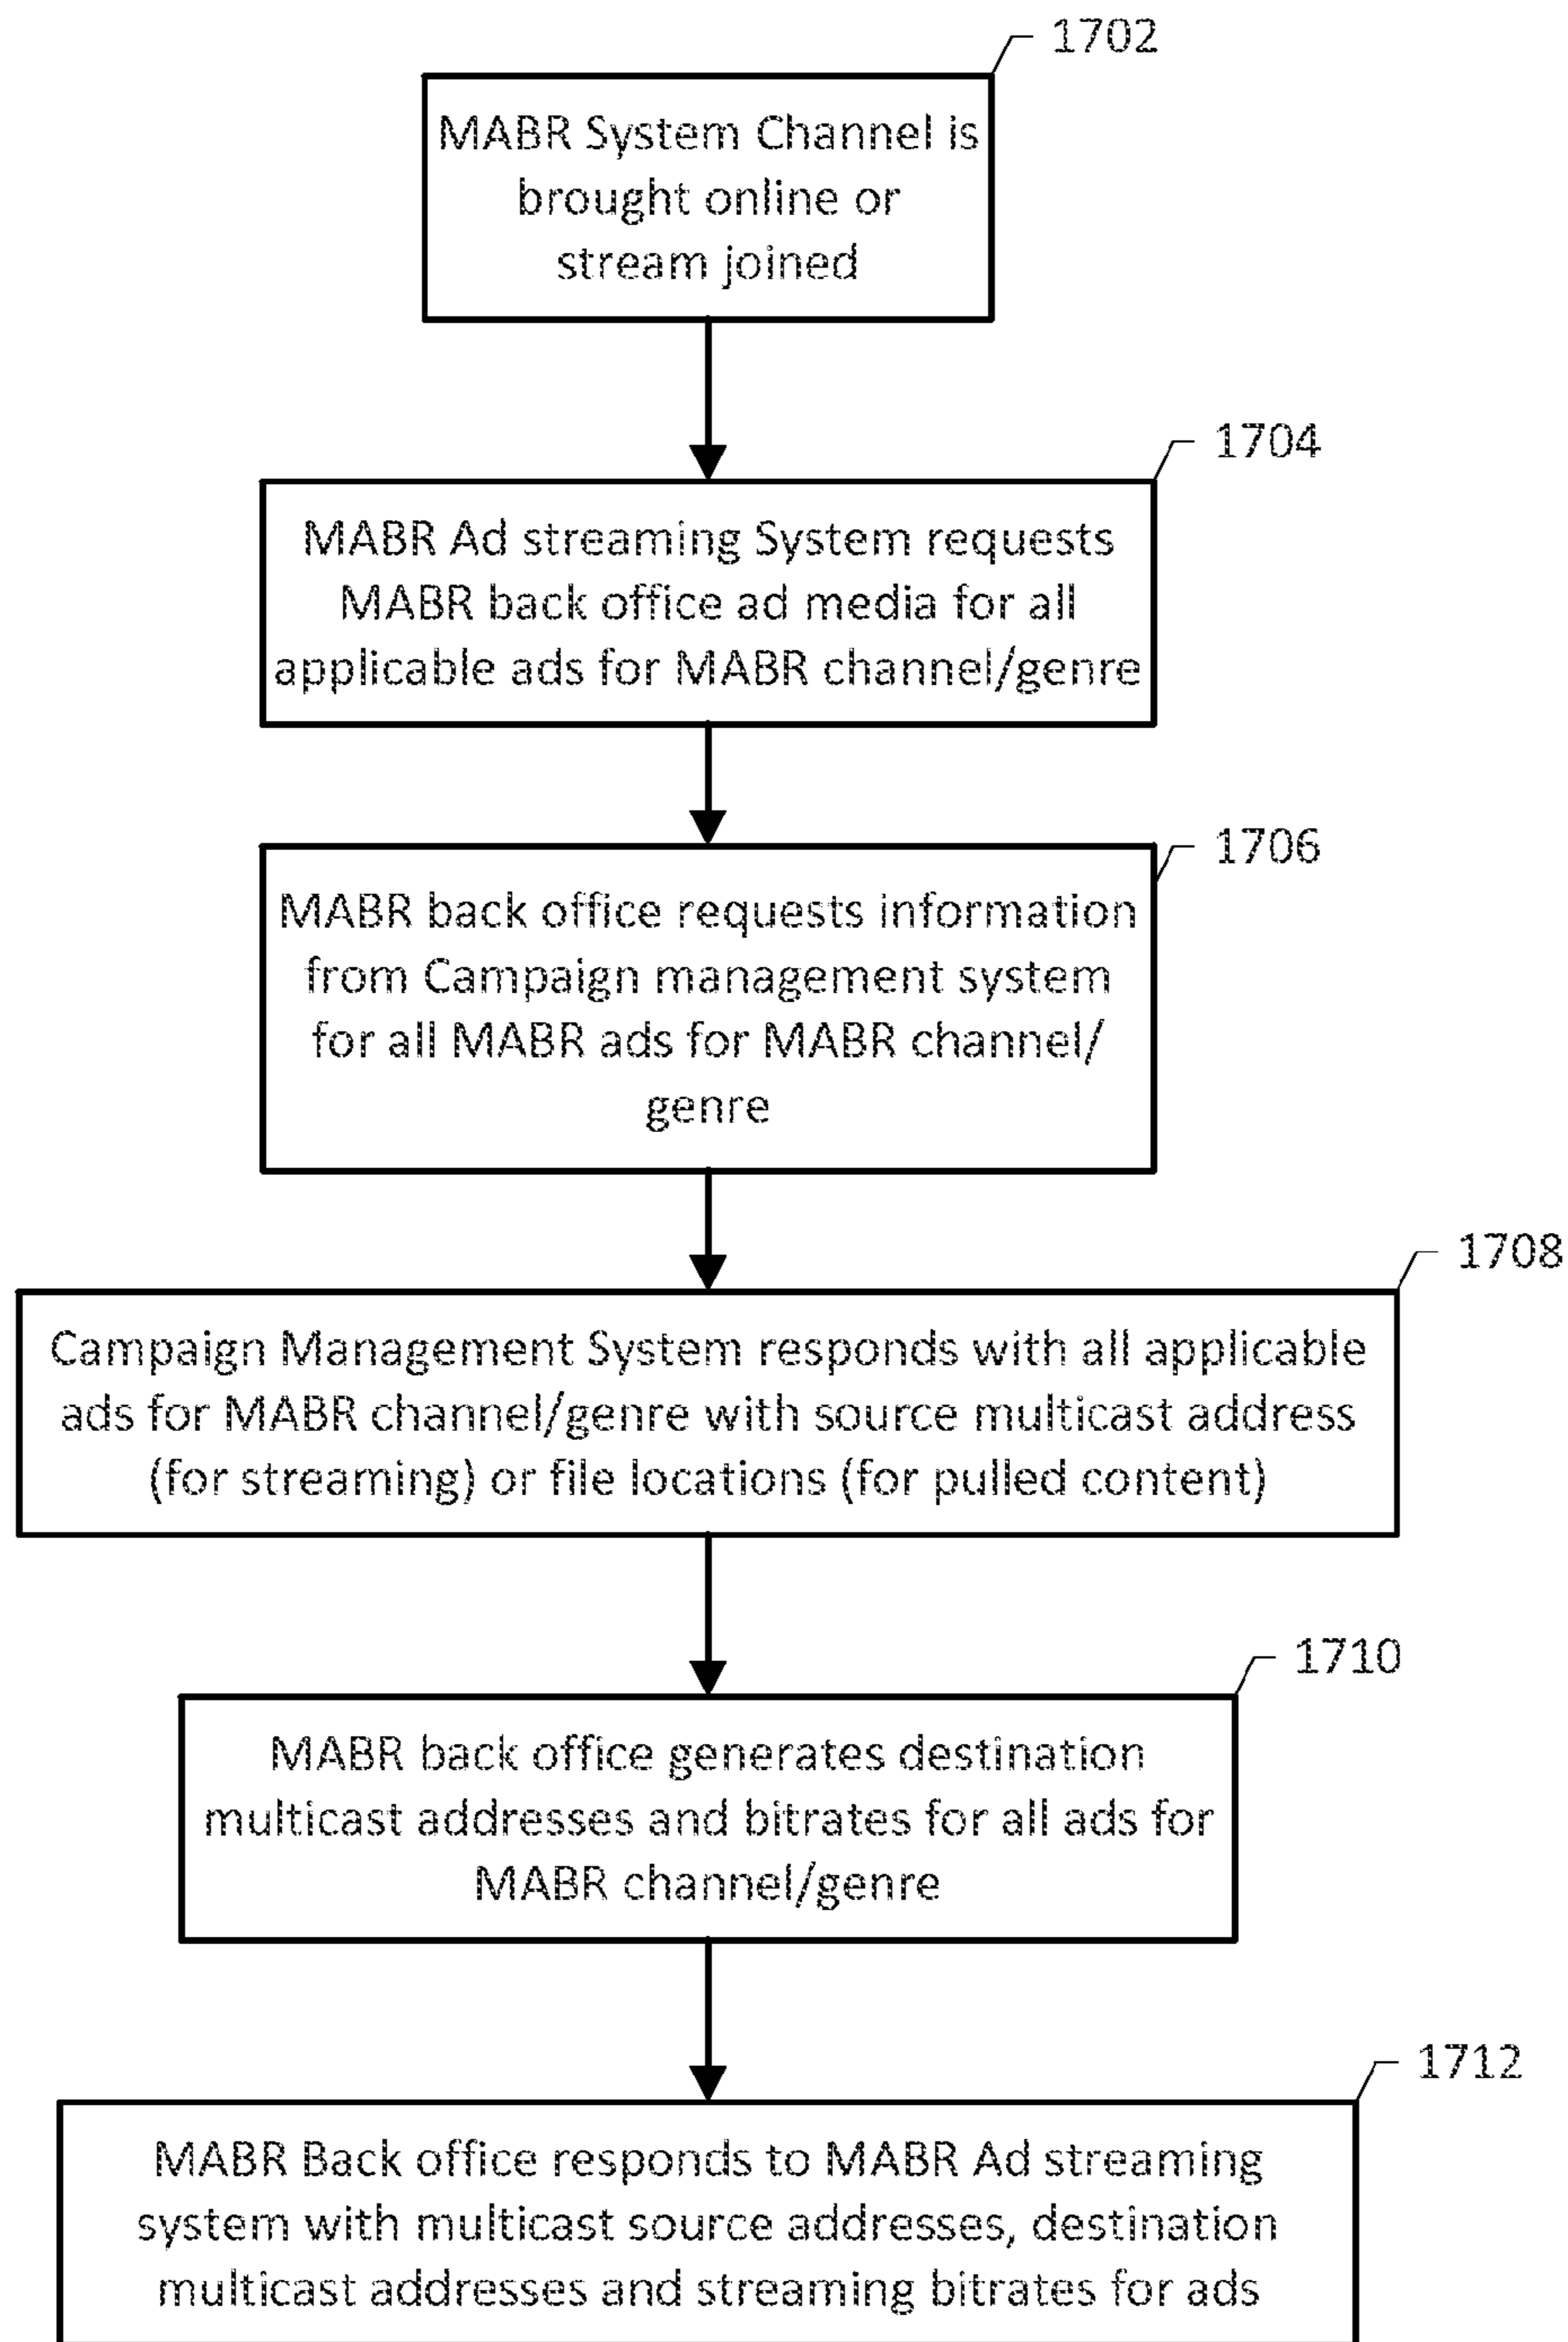 1702
MABR System Channel is
brought online or
stream joined
1704
MABR Ad streaming System requests
MABR back office ad media for all
applicable ads for MABR channel/genre
1706
MABR back office requests information
from Campaign management system
for all MABR ads for MABR channel/
genre
1708
Campaign Management System responds with all applicable
ads for MABR channel/genre with source multicast address
(for streaming) or file locations (for pulled content)
1710
MABR back office generates destination
multicast addresses and bitrates for all ads for
MABR channel/genre
1712
MABR Back office responds to MABR Ad streaming
system with multicast source addresses, destination
multicast addresses and streaming bitrates for ads